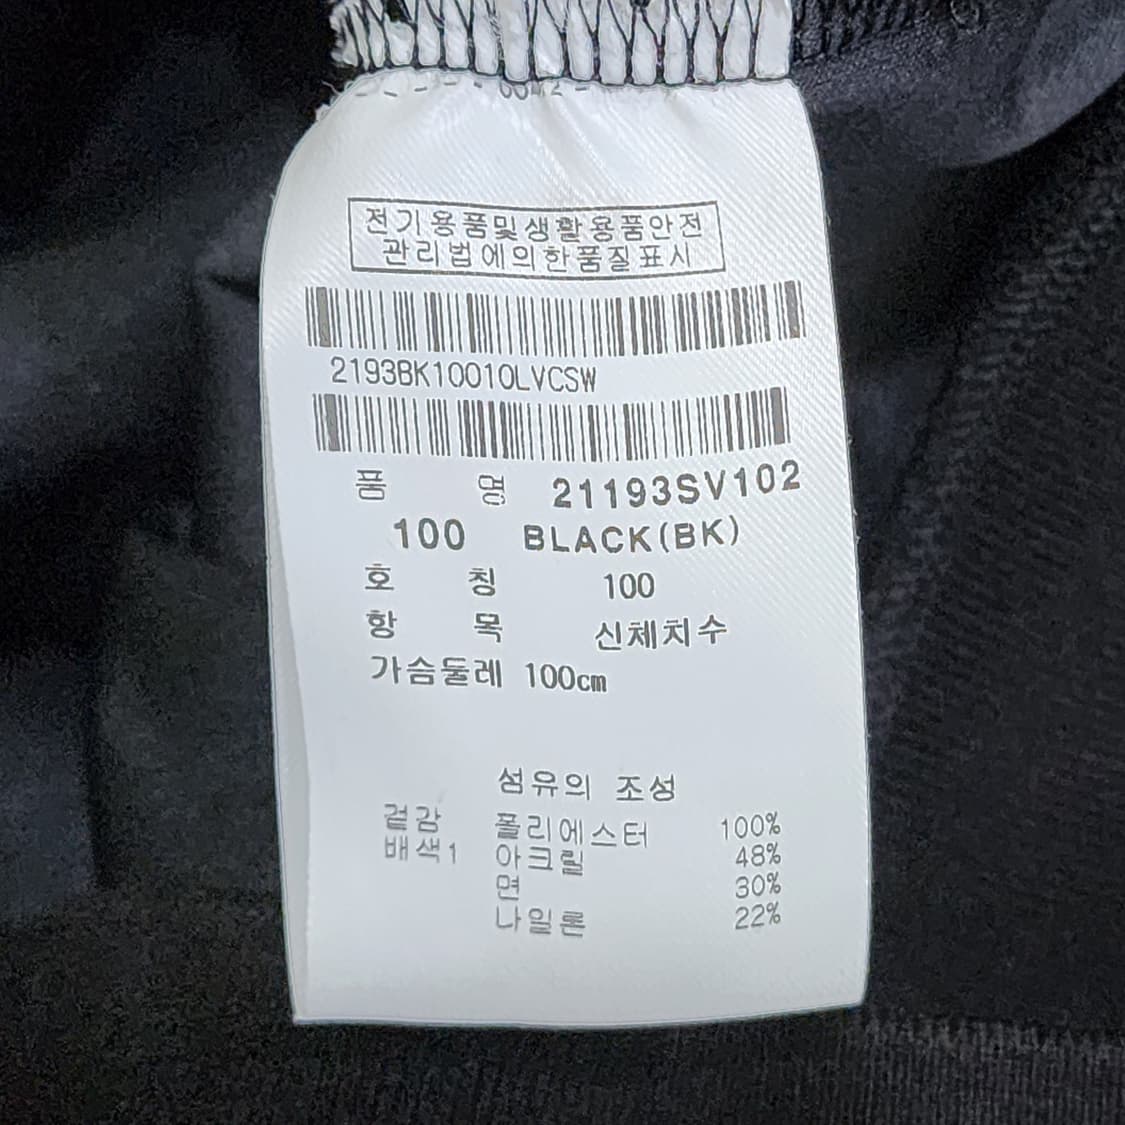 전기용품및생활용품안전
관리법에의한품질표시
2193BK10010LVCSW
품 명 21193SV102
100 BLACK(BK)
호 칭 100
항 목 신체치수
가슴둘레 100cm
섬유의 조성
겉감 폴리에스터 100%
배색1 아크릴 48%
면 30%
나일론 22%